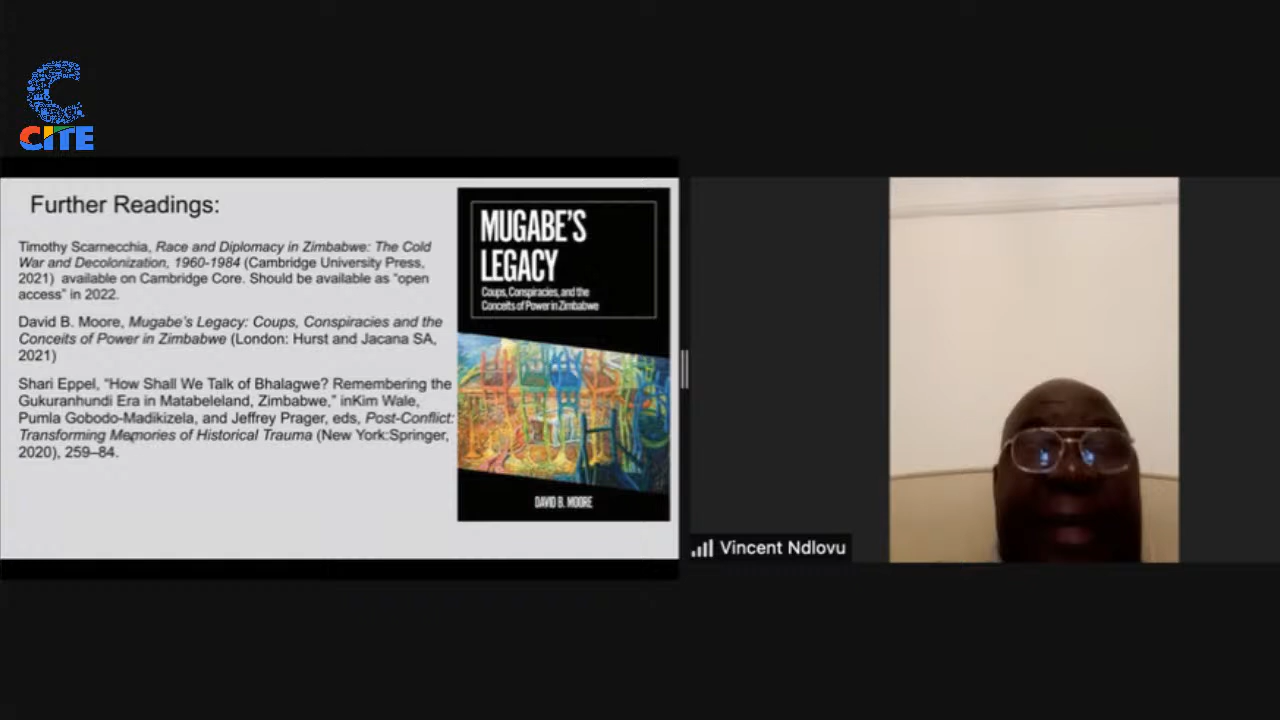 CITE
Further Readings:
Timothy Scarnecchia, Race and Diplomacy in Zimbabwe: The Cold
War and Decolonization, 1960-1984 (Cambridge University Press,
2021)  available on Cambridge Core. Should be available as “open
access” in 2022.
David B. Moore, Mugabe’s Legacy: Coups, Conspiracies and the
Conceits of Power in Zimbabwe (London: Hurst and Jacana SA,
2021)
Shari Eppel, “How Shall We Talk of Bhalagwe? Remembering the
Gukuranhundi Era in Matabeleland, Zimbabwe,” inKim Wale,
Pumla Gobodo-Madikizela, and Jeffrey Prager, eds, Post-Conflict:
Transforming Memories of Historical Trauma (New York:Springer,
2020), 259–84.
MUGABE’S
LEGACY
Coups, Conspiracies, and the
Conceits of Power in Zimbabwe
DAVID B. MOORE
Vincent Ndlovu